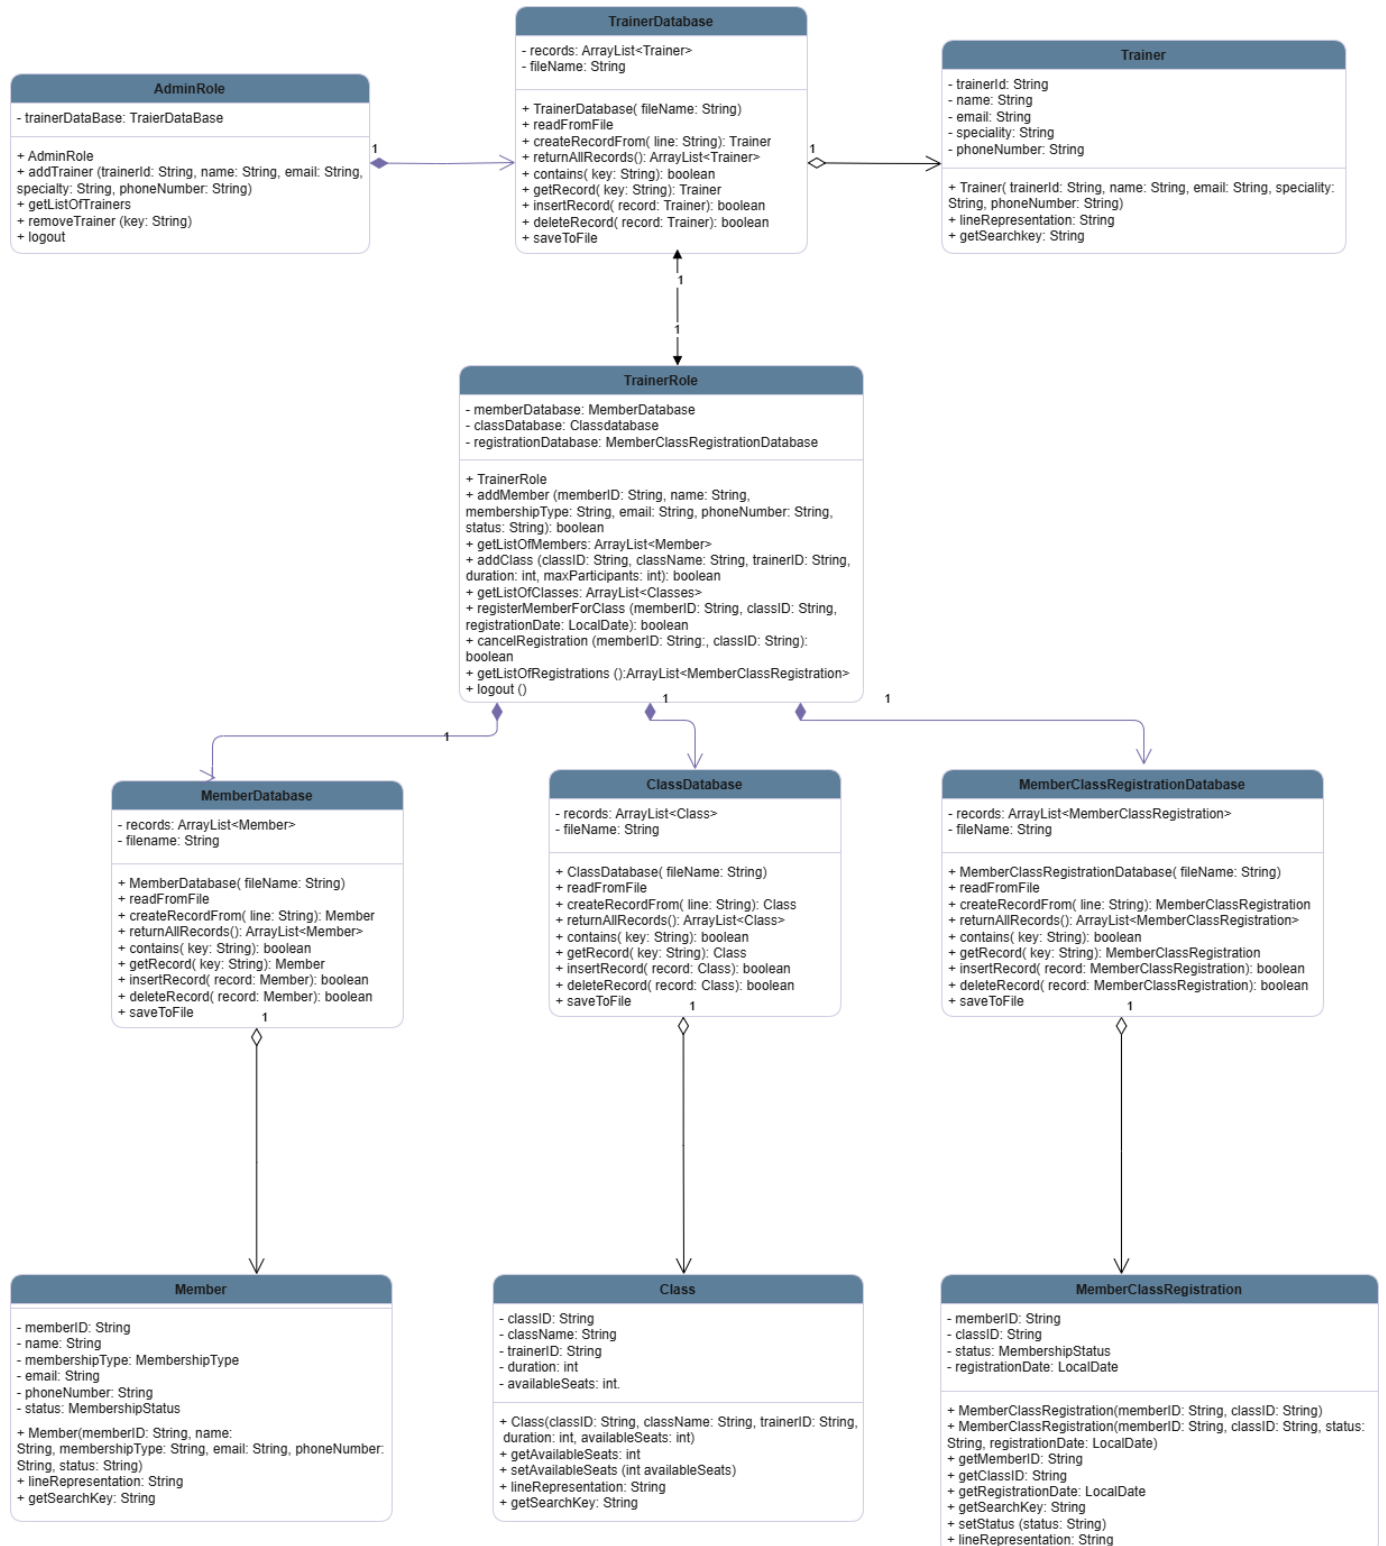 TrainerDatabase
- records: ArrayList<Trainer>
- fileName: String
+ TrainerDatabase( fileName: String)
+ readFromFile
+ createRecordFrom( line: String): Trainer
+ returnAllRecords(): ArrayList<Trainer>
+ contains( key: String): boolean
+ getRecord( key: String): Trainer
+ insertRecord( record: Trainer): boolean
+ deleteRecord( record: Trainer): boolean
+ saveToFile
Trainer
- trainerId: String
- name: String
- email: String
- speciality: String
- phoneNumber: String
+ Trainer( trainerId: String, name: String, email: String, speciality:
String, phoneNumber: String)
+ lineRepresentation: String
+ getSearchkey: String
AdminRole
- trainerDataBase: TraierDataBase
+ AdminRole
+ addTrainer (trainerId: String, name: String, email: String,
specialty: String, phoneNumber: String)
+ getListOfTrainers
+ removeTrainer (key: String)
+ logout
1
1
1
1
TrainerRole
- memberDatabase: MemberDatabase
- classDatabase: Classdatabase
- registrationDatabase: MemberClassRegistrationDatabase
+ TrainerRole
+ addMember (memberID: String, name: String,
membershipType: String, email: String, phoneNumber: String,
status: String): boolean
+ getListOfMembers: ArrayList<Member>
+ addClass (classID: String, className: String, trainerID: String,
duration: int, maxParticipants: int): boolean
+ getListOfClasses: ArrayList<Classes>
+ registerMemberForClass (memberID: String, classID: String,
registrationDate: LocalDate): boolean
+ cancelRegistration (memberID: String:, classID: String):
boolean
+ getListOfRegistrations ():ArrayList<MemberClassRegistration>
+ logout ()
1
1
1
MemberDatabase
- records: ArrayList<Member>
- filename: String
+ MemberDatabase( fileName: String)
+ readFromFile
+ createRecordFrom( line: String): Member
+ returnAllRecords(): ArrayList<Member>
+ contains( key: String): boolean
+ getRecord( key: String): Member
+ insertRecord( record: Member): boolean
+ deleteRecord( record: Member): boolean
+ saveToFile
1
ClassDatabase
- records: ArrayList<Class>
- fileName: String
+ ClassDatabase( fileName: String)
+ readFromFile
+ createRecordFrom( line: String): Class
+ returnAllRecords(): ArrayList<Class>
+ contains( key: String): boolean
+ getRecord( key: String): Class
+ insertRecord( record: Class): boolean
+ deleteRecord( record: Class): boolean
+ saveToFile
1
MemberClassRegistrationDatabase
- records: ArrayList<MemberClassRegistration>
- fileName: String
+ MemberClassRegistrationDatabase( fileName: String)
+ readFromFile
+ createRecordFrom( line: String): MemberClassRegistration
+ returnAllRecords(): ArrayList<MemberClassRegistration>
+ contains( key: String): boolean
+ getRecord( key: String): MemberClassRegistration
+ insertRecord( record: MemberClassRegistration): boolean
+ deleteRecord( record: MemberClassRegistration): boolean
+ saveToFile
1
Member
- memberID: String
- name: String
- membershipType: MembershipType
- email: String
- phoneNumber: String
- status: MembershipStatus
+ Member(memberID: String, name:
String, membershipType: String, email: String, phoneNumber:
String, status: String)
+ lineRepresentation: String
+ getSearchKey: String
Class
- classID: String
- className: String
- trainerID: String
- duration: int
- availableSeats: int.
+ Class(classID: String, className: String, trainerID: String,
duration: int, availableSeats: int)
+ getAvailableSeats: int
+ setAvailableSeats (int availableSeats)
+ lineRepresentation: String
+ getSearchKey: String
MemberClassRegistration
- memberID: String
- classID: String
- status: MembershipStatus
- registrationDate: LocalDate
+ MemberClassRegistration(memberID: String, classID: String)
+ MemberClassRegistration(memberID: String, classID: String, status:
String, registrationDate: LocalDate)
+ getMemberID: String
+ getClassID: String
+ getRegistrationDate: LocalDate
+ getSearchKey: String
+ setStatus (status: String)
+ lineRepresentation: String